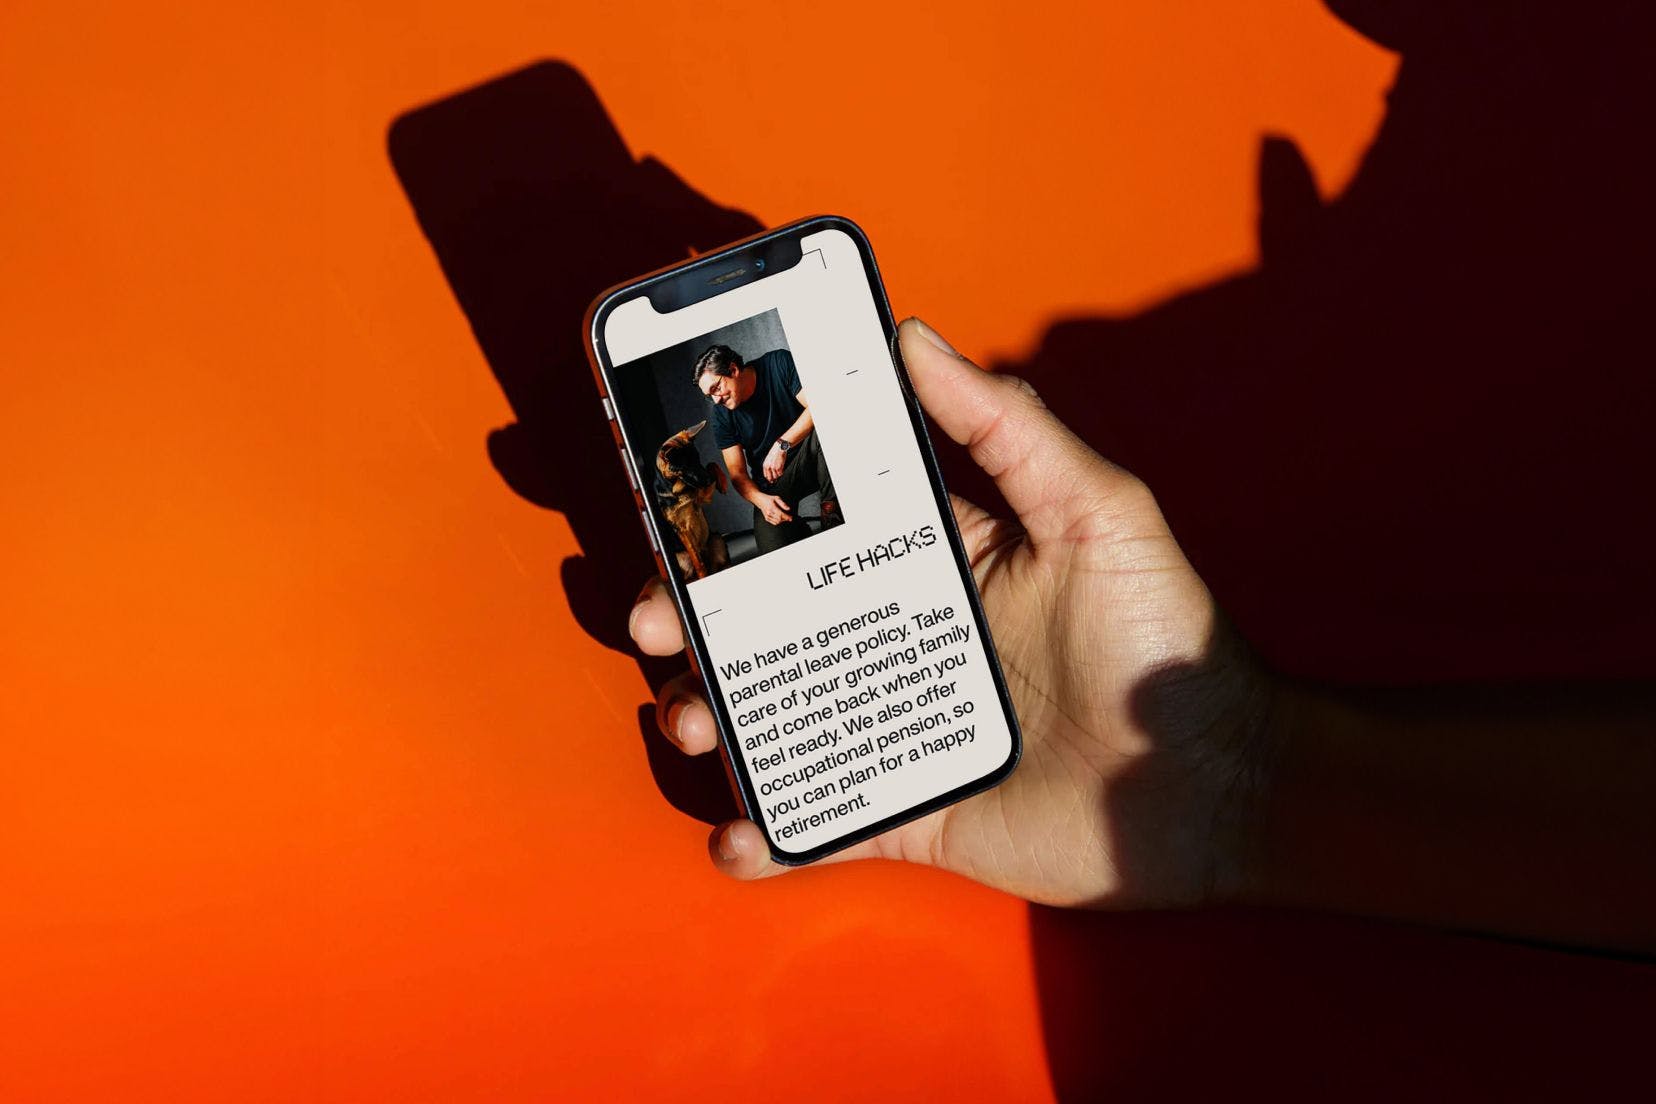 LIFE HACKS
We have a generous
parental leave policy. Take
care of your growing family
and come back when you
feel ready. We also offer
occupational pension, so
you can plan for a happy
retirement.